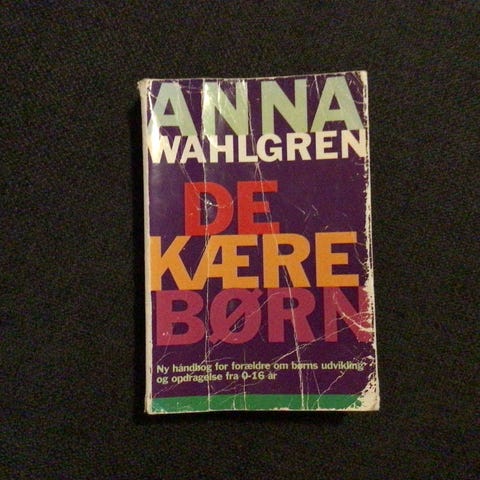 ANNA
WAHLGREN
DE
KÆRE
BØRN
Ny håndbog for forældre om børns udvikling
og opdragelse fra 0-16 år